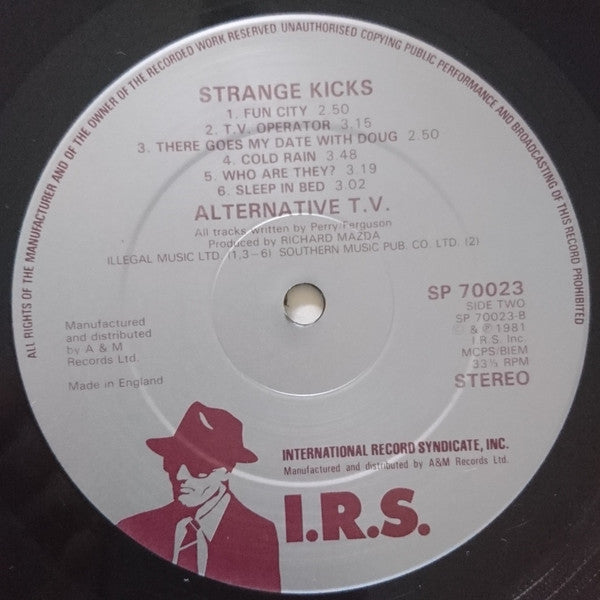 ALL RIGHTS OF THE MANUFACTURER AND OF THE OWNER OF THE RECORDED WORK RESERVED UNAUTHORISED COPYING PUBLIC PERFORMANCE AND BROADCASTING OF THIS RECORD PROHIBITED
STRANGE KICKS
1. FUN CITY 2.50
2. T.V. OPERATOR 3.15
3. THERE GOES MY DATE WITH DOUG 2.50
4. COLD RAIN 3 48
5. WHO ARE THEY? 3.19
6. SLEEP IN BED 3.02
ALTERNATIVE T.V.
All tracks written by Perry/Ferguson
Produced by RICHARD MAZDA
ILLEGAL MUSIC LTD. (1,3-6) SOUTHERN MUSIC PUB. CO. LTD. (2)
Manufactured
and distributed
by A & M
Records Ltd.
Made in England
SP 70023
SIDE TWO
SP 70023-B
© & ℗ 1981
I.R.S. Inc.
MCPS/BIEM
33⅓ RPM
STEREO
INTERNATIONAL RECORD SYNDICATE, INC.
Manufactured and distributed by A&M Records Ltd.
I.R.S.